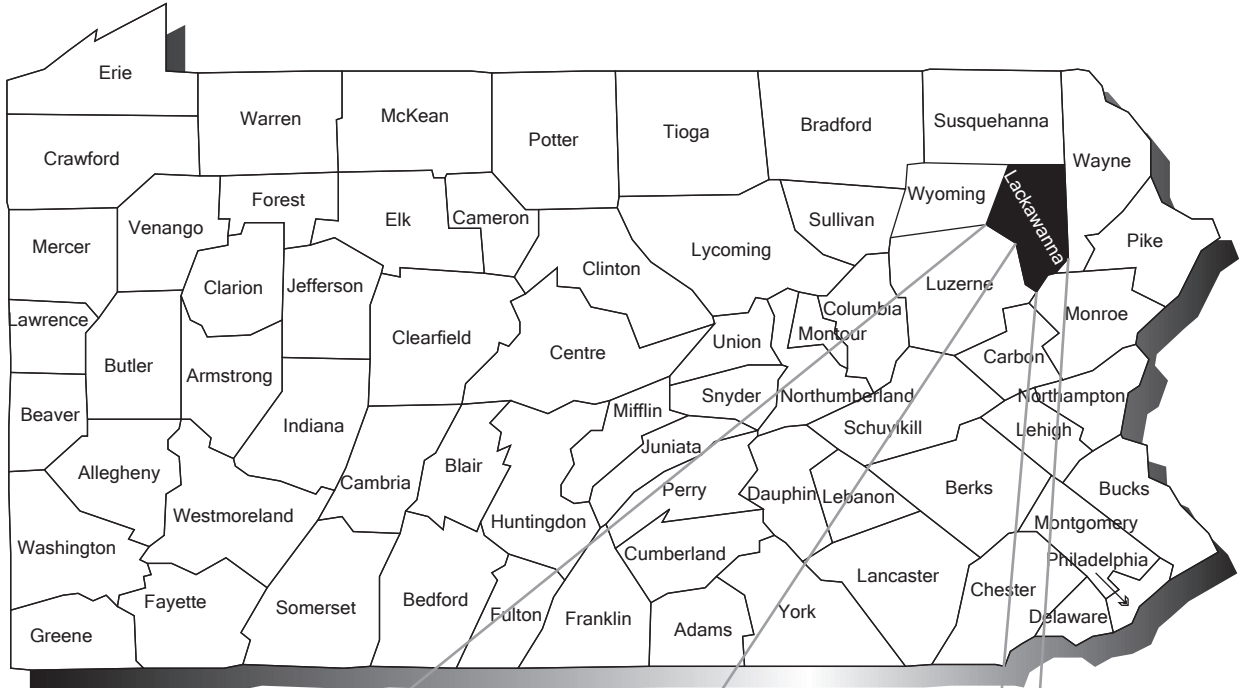 Erie
Warren
McKean
Potter
Tioga
Bradford
Susquehanna
Wayne
Crawford
Forest
Elk
Cameron
Wyoming
Lackawanna
Mercer
Venango
Clarion
Jefferson
Clinton
Lycoming
Sullivan
Pike
Lawrence
Butler
Armstrong
Clearfield
Centre
Union
Montour
Columbia
Luzerne
Monroe
Carbon
Beaver
Indiana
Mifflin
Snyder
Northumberland
Northampton
Schuylkill
Lehigh
Allegheny
Cambria
Blair
Juniata
Westmoreland
Huntingdon
Perry
Dauphin
Lebanon
Berks
Bucks
Montgomery
Washington
Cumberland
Philadelphia
Fayette
Somerset
Bedford
Fulton
Franklin
Lancaster
Chester
Greene
Adams
York
Delaware